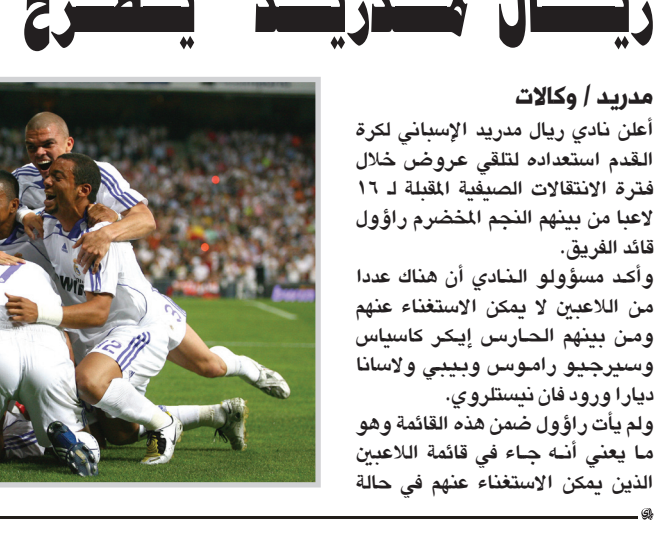 ريال مدريد يـ
مدريد / وكالات
أعلن نادي ريال مدريد الإسباني لكرة
القدم استعداده لتلقي عروض خلال
فترة الانتقالات الصيفية المقبلة لـ ١٦
لاعبا من بينهم النجم المخضرم راؤول
قائد الفريق.
وأكد مسؤولو النادي أن هناك عددا
من اللاعبين لا يمكن الاستغناء عنهم
ومن بينهم الحارس إيكر كاسياس
وسيرجيو راموس وبيبي ولاسانا
ديارا ورود فان نيستلروي.
ولم يأت راؤول ضمن هذه القائمة وهو
ما يعني أنه جاء في قائمة اللاعبين
الذين يمكن الاستغناء عنهم في حالة
12